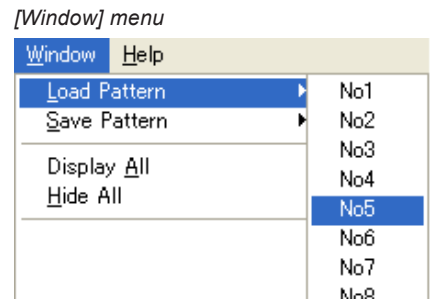 [Window] menu
Window Help
Load Pattern
Save Pattern
Display All
Hide All
No1
No2
No3
No4
No5
No6
No7
No8